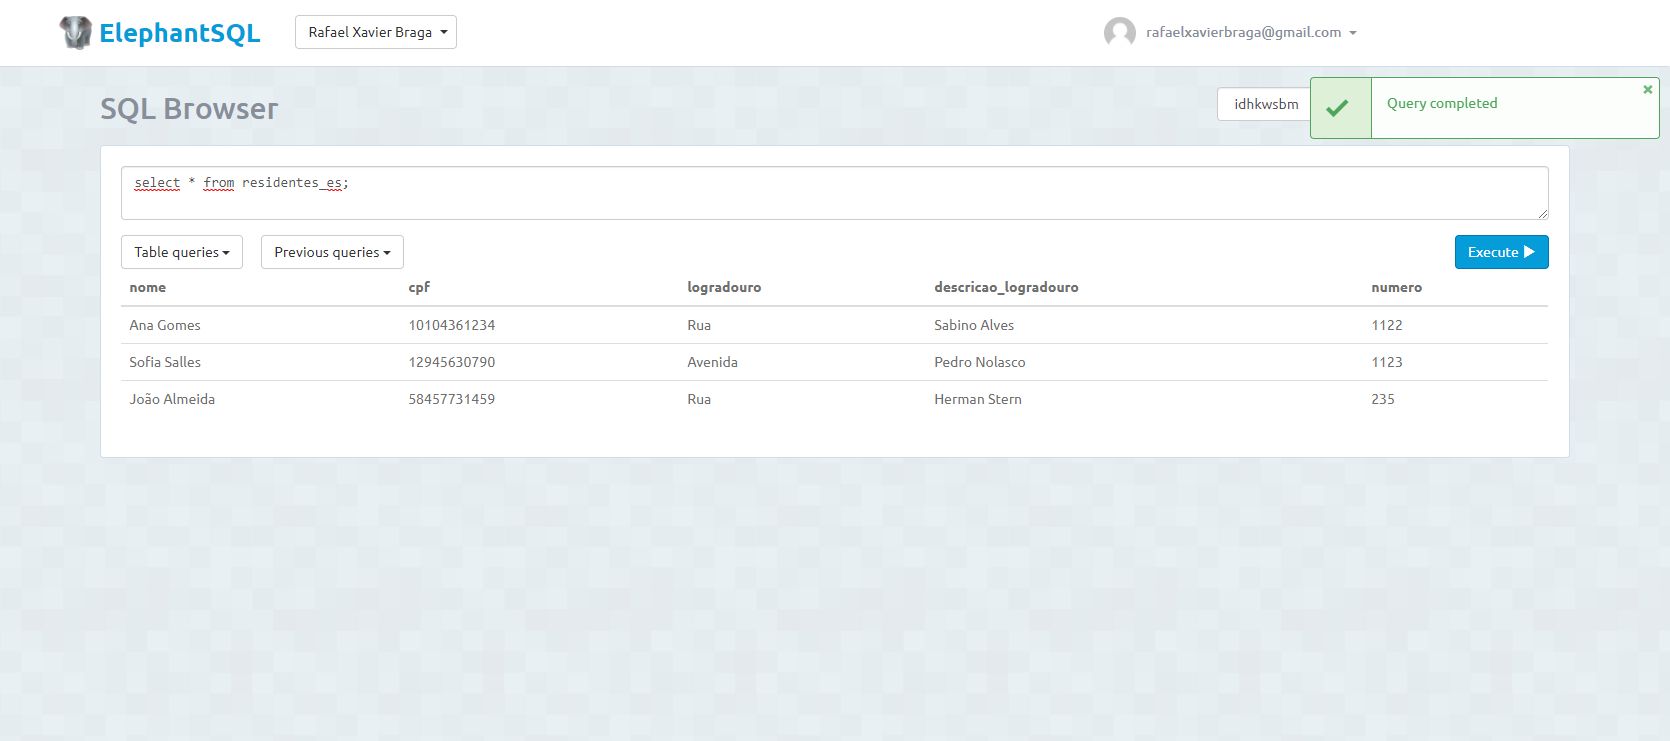 ElephantSQL
Rafael Xavier Braga
rafaelxavierbraga@gmail.com
SQL Browser
idhkwsbm
Query completed
select * from residentes_es;
Table queries
Previous queries
Execute
nome cpf logradouro descricao_logradouro numero
Ana Gomes 10104361234 Rua Sabino Alves 1122
Sofia Salles 12945630790 Avenida Pedro Nolasco 1123
João Almeida 58457731459 Rua Herman Stern 235